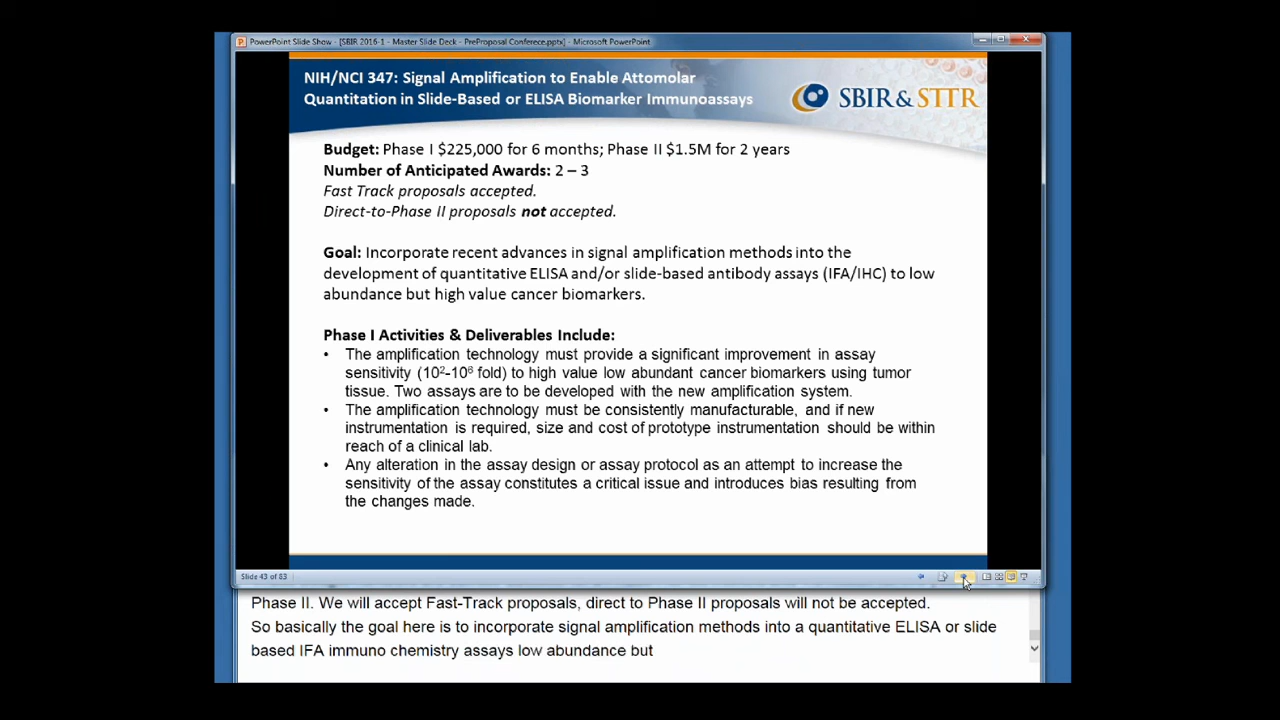 PowerPoint Slide Show - [SBIR 2016-1 - Master Slide Deck - PreProposal Conferece.pptx] - Microsoft PowerPoint
NIH/NCI 347: Signal Amplification to Enable Attomolar
Quantitation in Slide-Based or ELISA Biomarker Immunoassays
SBIR & STTR
Budget: Phase I $225,000 for 6 months; Phase II $1.5M for 2 years
Number of Anticipated Awards: 2 – 3
Fast Track proposals accepted.
Direct-to-Phase II proposals not accepted.
Goal: Incorporate recent advances in signal amplification methods into the
development of quantitative ELISA and/or slide-based antibody assays (IFA/IHC) to low
abundance but high value cancer biomarkers.
Phase I Activities & Deliverables Include:
• The amplification technology must provide a significant improvement in assay
sensitivity (10²-10⁶ fold) to high value low abundant cancer biomarkers using tumor
tissue. Two assays are to be developed with the new amplification system.
• The amplification technology must be consistently manufacturable, and if new
instrumentation is required, size and cost of prototype instrumentation should be within
reach of a clinical lab.
• Any alteration in the assay design or assay protocol as an attempt to increase the
sensitivity of the assay constitutes a critical issue and introduces bias resulting from
the changes made.
Slide 43 of 83
Phase II. We will accept Fast-Track proposals, direct to Phase II proposals will not be accepted.
So basically the goal here is to incorporate signal amplification methods into a quantitative ELISA or slide
based IFA immuno chemistry assays low abundance but